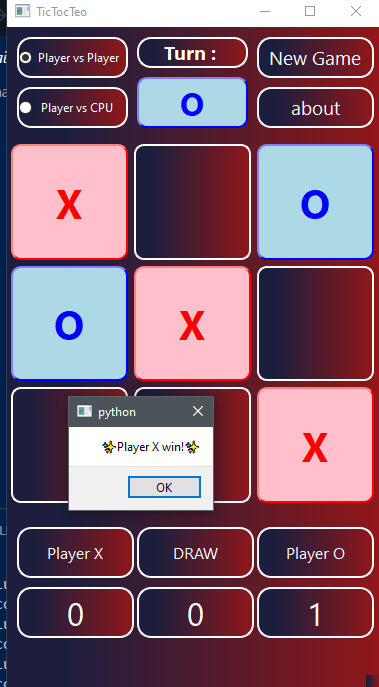 TicTocTeo
Player vs Player
Turn :
New Game
Player vs CPU
O
about
X
O
O
X
python
✨Player X win!✨
OK
X
Player X
DRAW
Player O
0
0
1